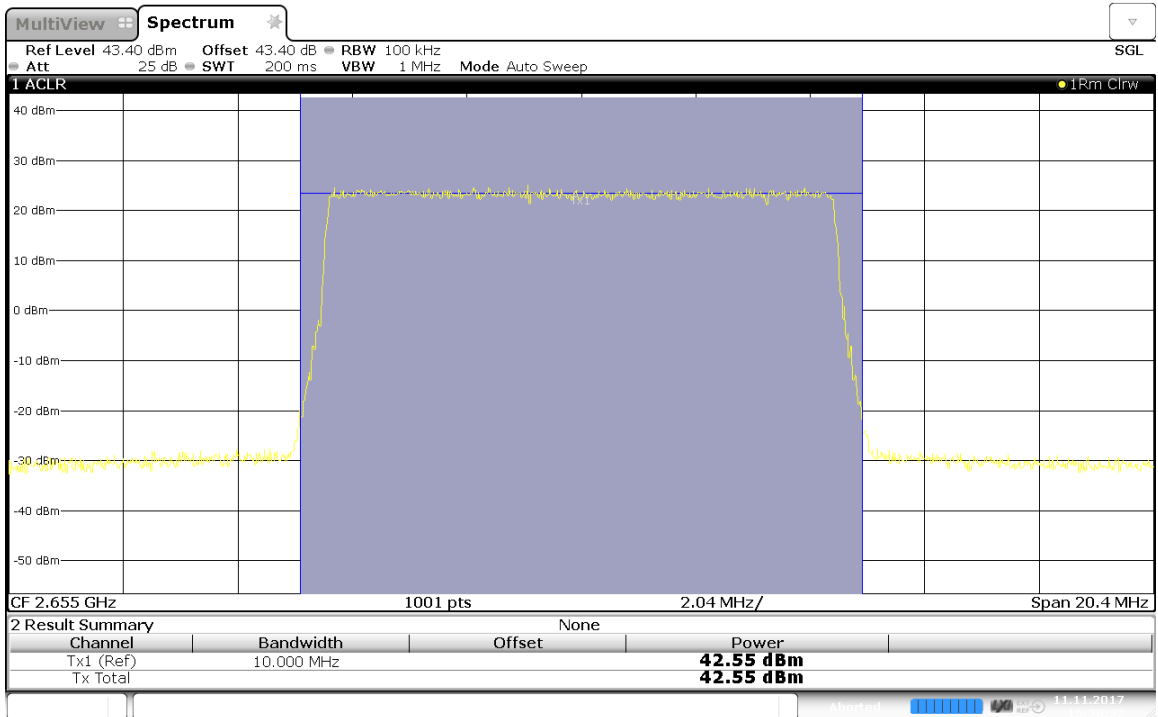 MultiView Spectrum
Ref Level 43.40 dBm Offset 43.40 dB RBW 100 kHz SGL
Att 25 dB SWT 200 ms VBW 1 MHz Mode Auto Sweep
1 ACLR 1Rm Clrw
40 dBm
30 dBm
20 dBm
Tx1
10 dBm
0 dBm
-10 dBm
-20 dBm
-30 dBm
-40 dBm
-50 dBm
CF 2.655 GHz 1001 pts 2.04 MHz/ Span 20.4 MHz
2 Result Summary None
Channel Bandwidth Offset Power
Tx1 (Ref) 10.000 MHz 42.55 dBm
Tx Total 42.55 dBm
Aborted 11.11.2017